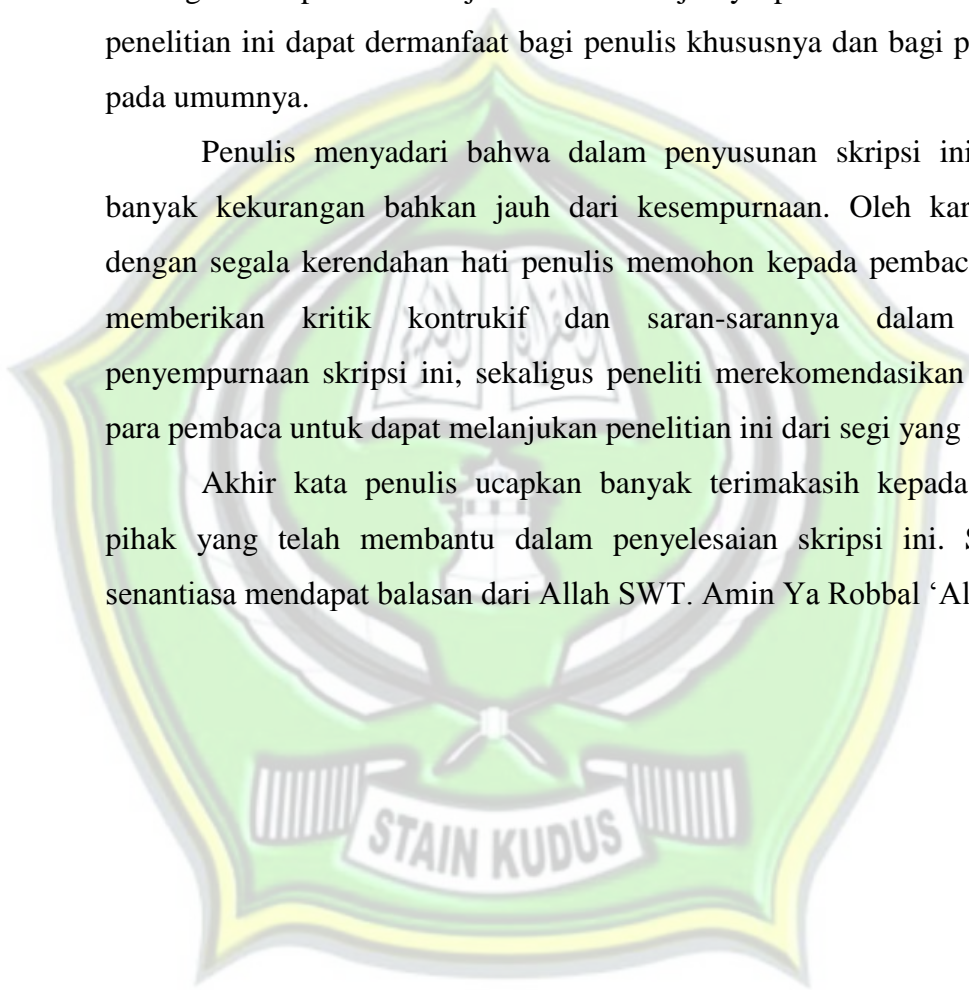 penelitian ini dapat dermanfaat bagi penulis khususnya dan bagi p
pada umumnya.
Penulis menyadari bahwa dalam penyusunan skripsi ini
banyak kekurangan bahkan jauh dari kesempurnaan. Oleh kar
dengan segala kerendahan hati penulis memohon kepada pembac
memberikan kritik kontrukif dan saran-sarannya dalam
penyempurnaan skripsi ini, sekaligus peneliti merekomendasikan
para pembaca untuk dapat melanjukan penelitian ini dari segi yang
Akhir kata penulis ucapkan banyak terimakasih kepada
pihak yang telah membantu dalam penyelesaian skripsi ini. S
senantiasa mendapat balasan dari Allah SWT. Amin Ya Robbal ‘Al
STAIN KUDUS